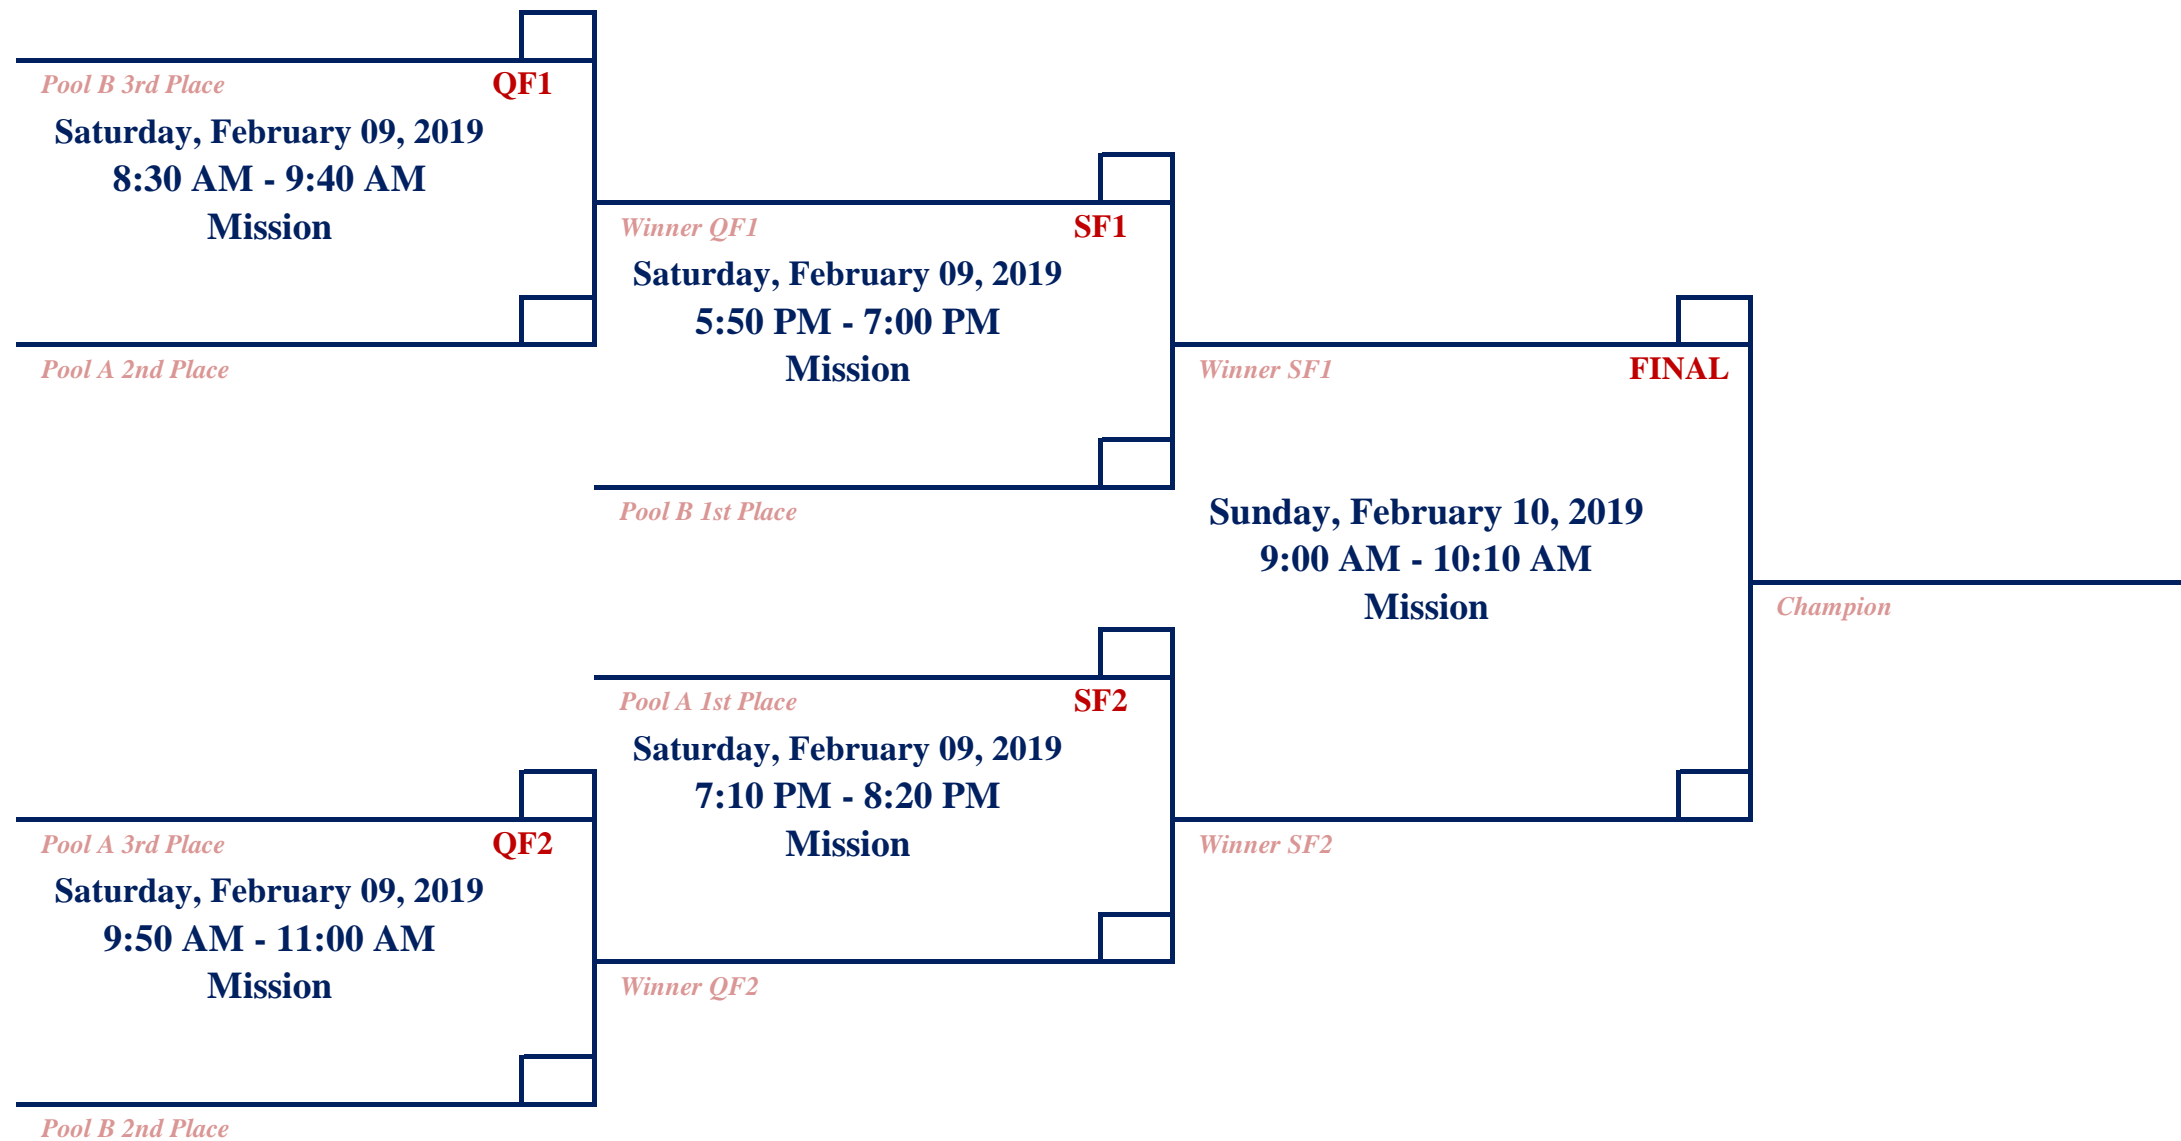 Pool B 3rd Place QF1
Saturday, February 09, 2019
8:30 AM - 9:40 AM
Mission
Pool A 2nd Place
Winner QF1 SF1
Saturday, February 09, 2019
5:50 PM - 7:00 PM
Mission
Pool B 1st Place
Winner SF1 FINAL
Sunday, February 10, 2019
9:00 AM - 10:10 AM
Mission
Champion
Pool A 1st Place SF2
Saturday, February 09, 2019
7:10 PM - 8:20 PM
Mission
Winner SF2
Pool A 3rd Place QF2
Saturday, February 09, 2019
9:50 AM - 11:00 AM
Mission
Winner QF2
Pool B 2nd Place